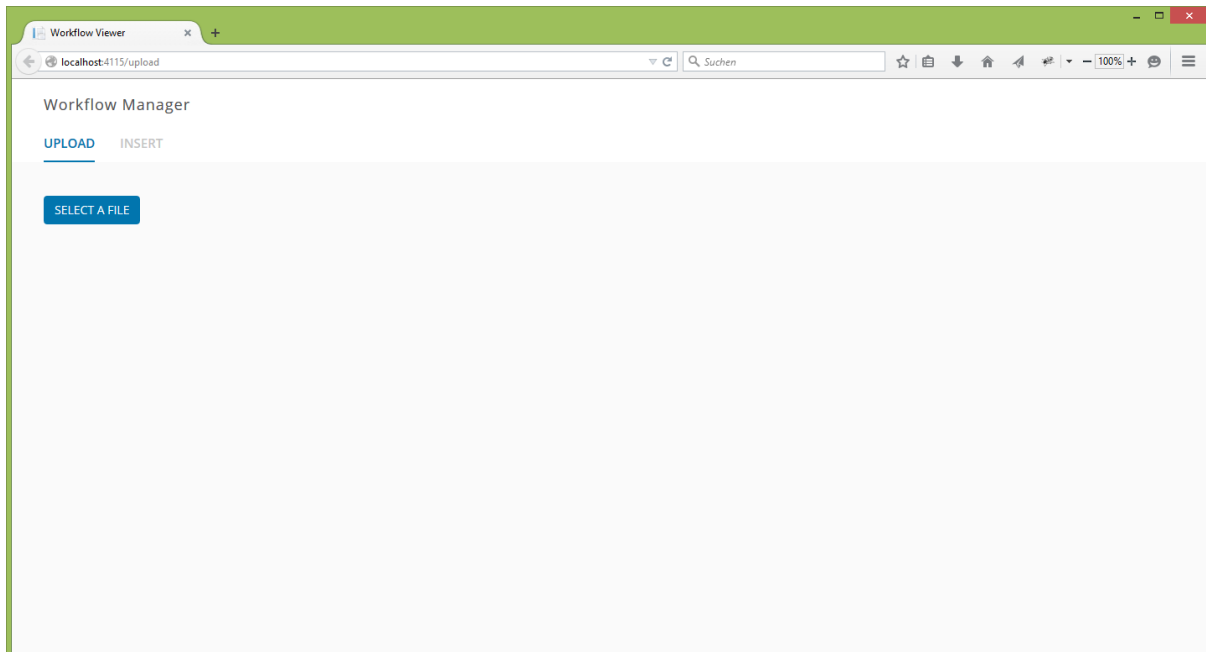 Workflow Viewer
localhost:4115/upload
Suchen
100%
Workflow Manager
UPLOAD INSERT
SELECT A FILE